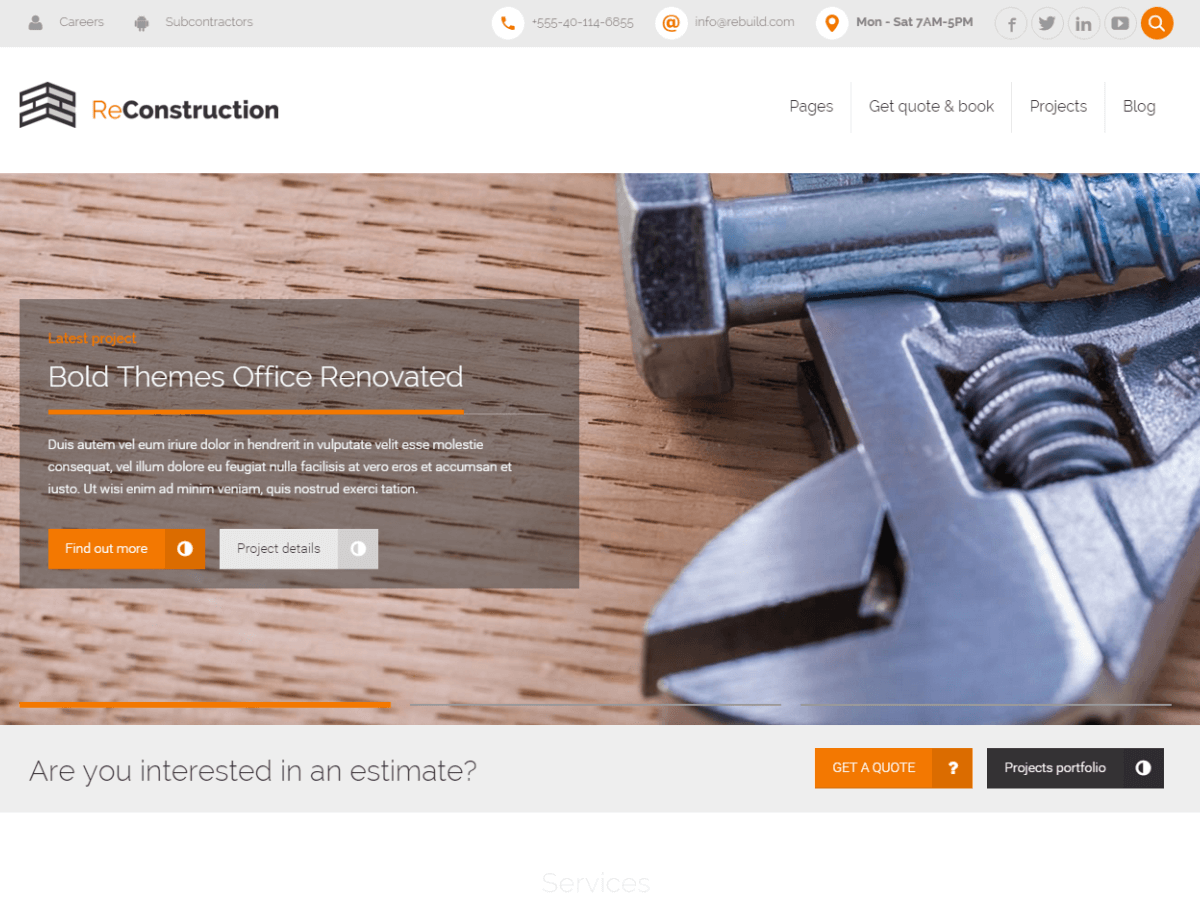 Careers
Subcontractors
+555-40-114-6855
@
info@rebuild.com
Mon - Sat 7AM-5PM
ReConstruction
Pages
Get quote & book
Projects
Blog
Latest project
Bold Themes Office Renovated
Duis autem vel eum iriure dolor in hendrerit in vulputate velit esse molestie
consequat, vel illum dolore eu feugiat nulla facilisis at vero eros et accumsan et
iusto. Ut wisi enim ad minim veniam, quis nostrud exerci tation.
Find out more
Project details
Are you interested in an estimate?
GET A QUOTE ?
Projects portfolio
Services